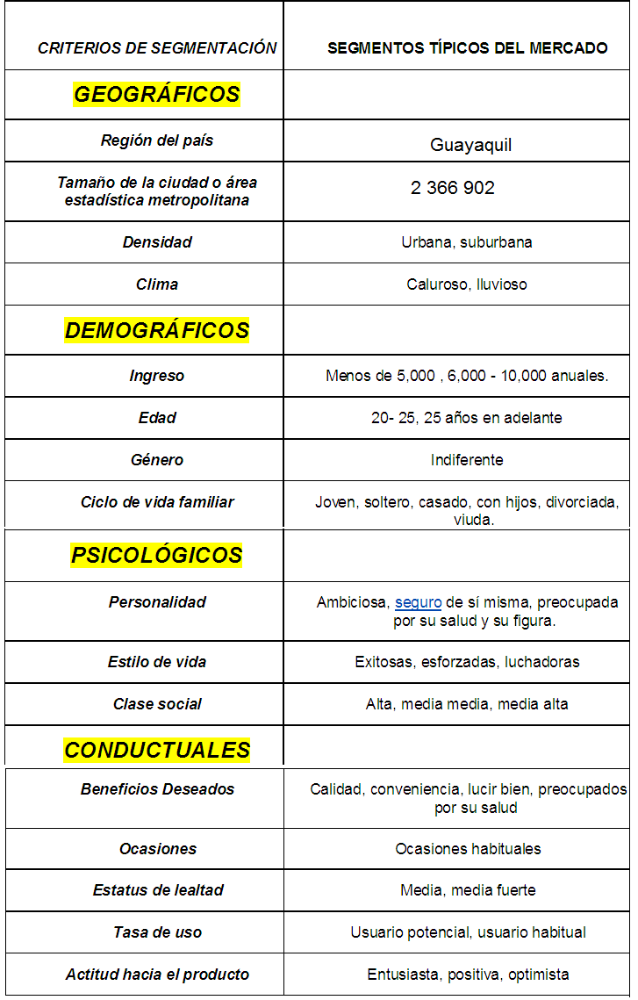 CRITERIOS DE SEGMENTACIÓN
SEGMENTOS TÍPICOS DEL MERCADO
GEOGRÁFICOS
Región del país
Guayaquil
Tamaño de la ciudad o área
estadística metropolitana
2 366 902
Densidad
Urbana, suburbana
Clima
Caluroso, lluvioso
DEMOGRÁFICOS
Ingreso
Menos de 5,000 , 6,000 - 10,000 anuales.
Edad
20- 25, 25 años en adelante
Género
Indiferente
Ciclo de vida familiar
Joven, soltero, casado, con hijos, divorciada,
viuda.
PSICOLÓGICOS
Personalidad
Ambiciosa, seguro de sí misma, preocupada
por su salud y su figura.
Estilo de vida
Exitosas, esforzadas, luchadoras
Clase social
Alta, media media, media alta
CONDUCTUALES
Beneficios Deseados
Calidad, conveniencia, lucir bien, preocupados
por su salud
Ocasiones
Ocasiones habituales
Estatus de lealtad
Media, media fuerte
Tasa de uso
Usuario potencial, usuario habitual
Actitud hacia el producto
Entusiasta, positiva, optimista